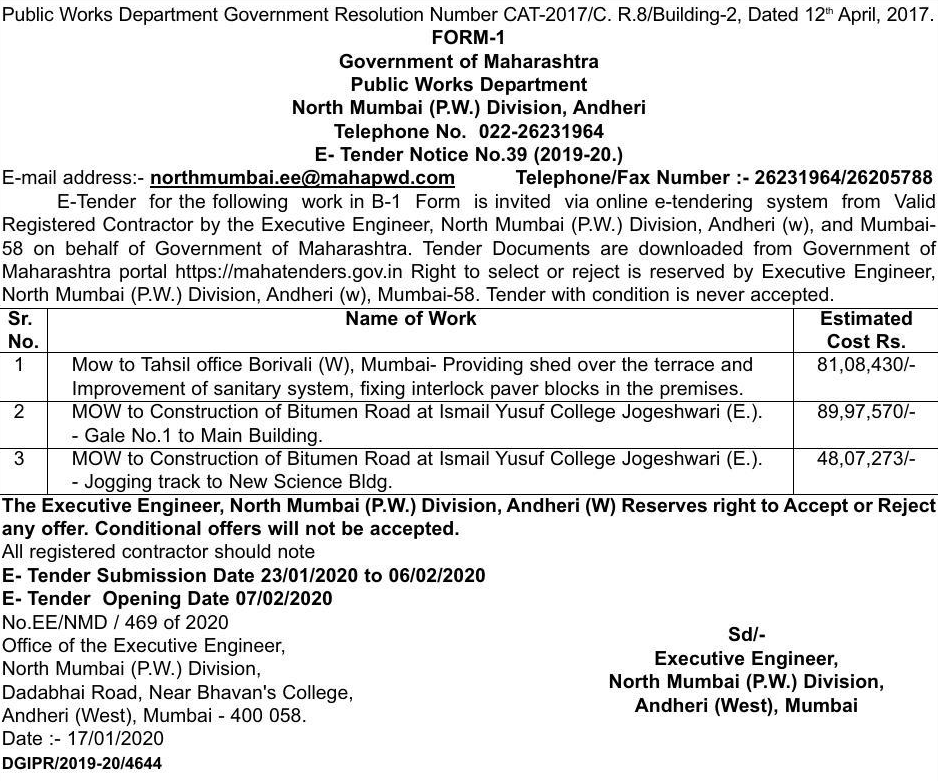 Public Works Department Government Resolution Number CAT-2017/C. R.8/Building-2, Dated 12th April, 2017.
FORM-1
Government of Maharashtra
Public Works Department
North Mumbai (P.W.) Division, Andheri
Telephone No. 022-26231964
E- Tender Notice No.39 (2019-20.)
E-mail address:- northmumbai.ee@mahapwd.com Telephone/Fax Number :- 26231964/26205788
E-Tender for the following work in B-1 Form is invited via online e-tendering system from Valid
Registered Contractor by the Executive Engineer, North Mumbai (P.W.) Division, Andheri (w), and Mumbai-
58 on behalf of Government of Maharashtra. Tender Documents are downloaded from Government of
Maharashtra portal https://mahatenders.gov.in Right to select or reject is reserved by Executive Engineer,
North Mumbai (P.W.) Division, Andheri (w), Mumbai-58. Tender with condition is never accepted.
Sr. Name of Work Estimated
No. Cost Rs.
1 Mow to Tahsil office Borivali (W), Mumbai- Providing shed over the terrace and 81,08,430/-
Improvement of sanitary system, fixing interlock paver blocks in the premises.
2 MOW to Construction of Bitumen Road at Ismail Yusuf College Jogeshwari (E.). 89,97,570/-
- Gale No.1 to Main Building.
3 MOW to Construction of Bitumen Road at Ismail Yusuf College Jogeshwari (E.). 48,07,273/-
- Jogging track to New Science Bldg.
The Executive Engineer, North Mumbai (P.W.) Division, Andheri (W) Reserves right to Accept or Reject
any offer. Conditional offers will not be accepted.
All registered contractor should note
E- Tender Submission Date 23/01/2020 to 06/02/2020
E- Tender Opening Date 07/02/2020
No.EE/NMD / 469 of 2020
Office of the Executive Engineer,
North Mumbai (P.W.) Division,
Dadabhai Road, Near Bhavan's College,
Andheri (West), Mumbai - 400 058.
Date :- 17/01/2020
DGIPR/2019-20/4644
Sd/-
Executive Engineer,
North Mumbai (P.W.) Division,
Andheri (West), Mumbai